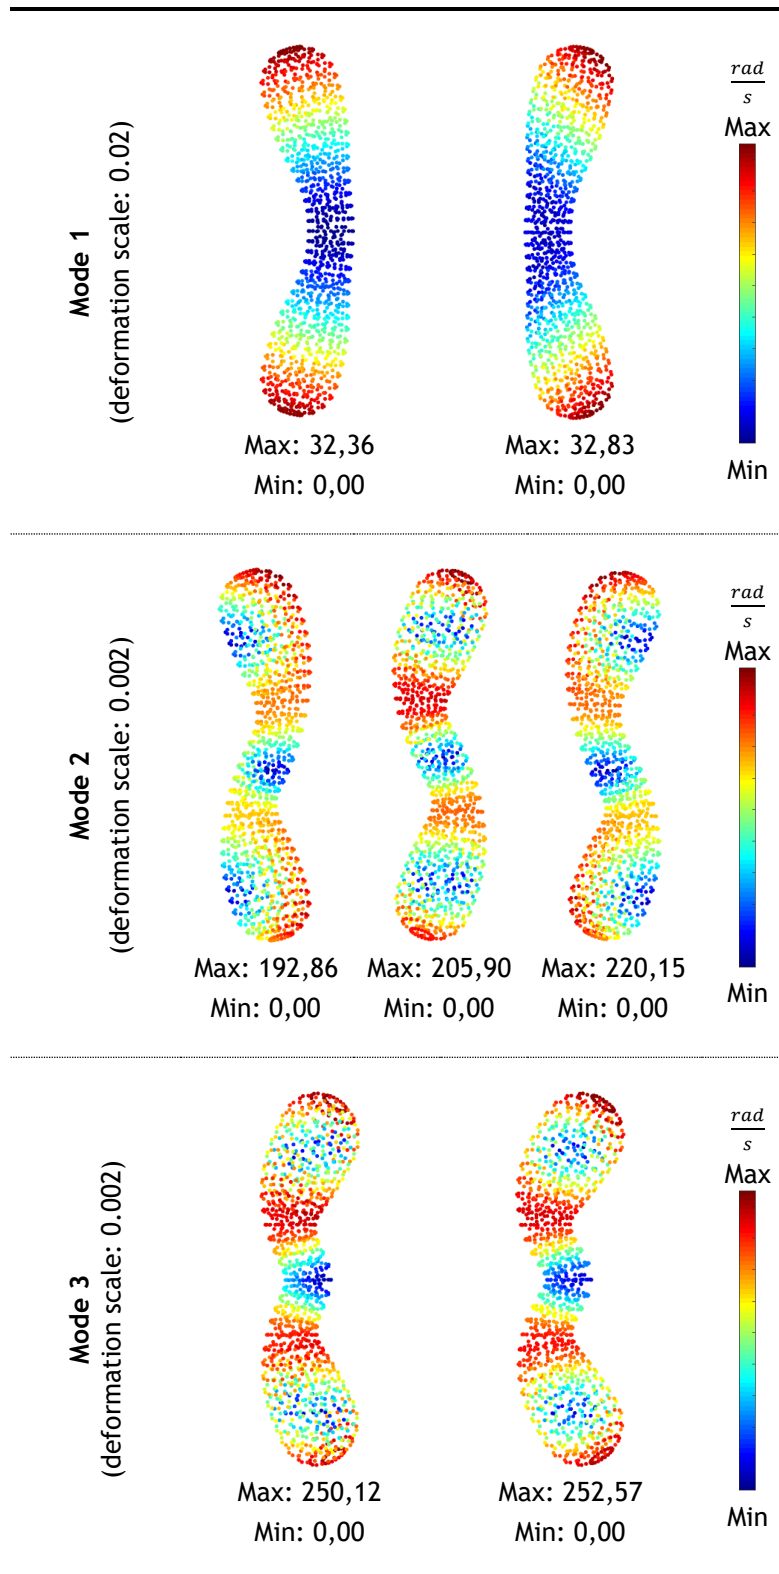 Mode 1
(deformation scale: 0.02)
rad
s
Max
Min
Max: 32,36
Min: 0,00
Max: 32,83
Min: 0,00
Mode 2
(deformation scale: 0.002)
rad
s
Max
Min
Max: 192,86
Min: 0,00
Max: 205,90
Min: 0,00
Max: 220,15
Min: 0,00
Mode 3
(deformation scale: 0.002)
rad
s
Max
Min
Max: 250,12
Min: 0,00
Max: 252,57
Min: 0,00